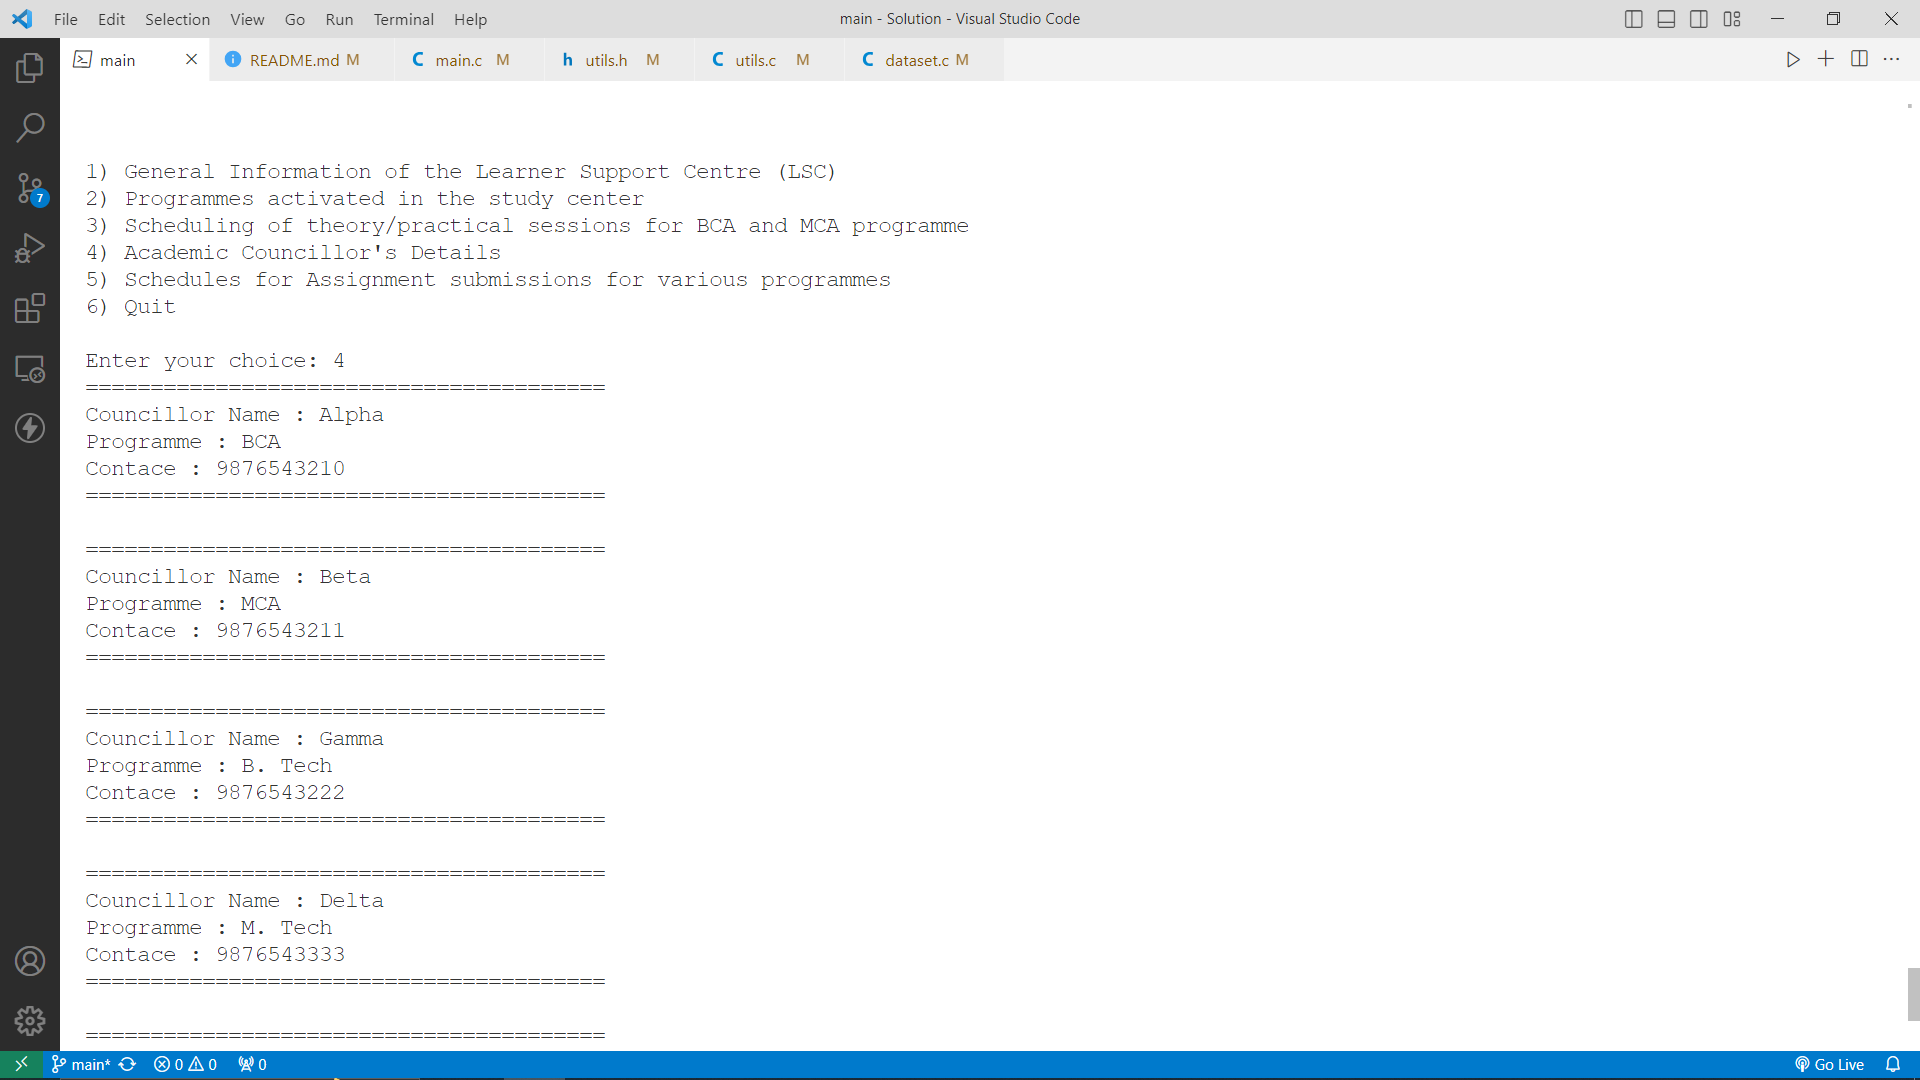 File Edit Selection View Go Run Terminal Help
main - Solution - Visual Studio Code
main
README.md M
main.c M
utils.h M
utils.c M
dataset.c M
1) General Information of the Learner Support Centre (LSC)
2) Programmes activated in the study center
3) Scheduling of theory/practical sessions for BCA and MCA programme
4) Academic Councillor's Details
5) Schedules for Assignment submissions for various programmes
6) Quit
Enter your choice: 4
========================================
Councillor Name : Alpha
Programme : BCA
Contace : 9876543210
========================================
========================================
Councillor Name : Beta
Programme : MCA
Contace : 9876543211
========================================
========================================
Councillor Name : Gamma
Programme : B. Tech
Contace : 9876543222
========================================
========================================
Councillor Name : Delta
Programme : M. Tech
Contace : 9876543333
========================================
========================================
7
main* 0 0 0 Go Live